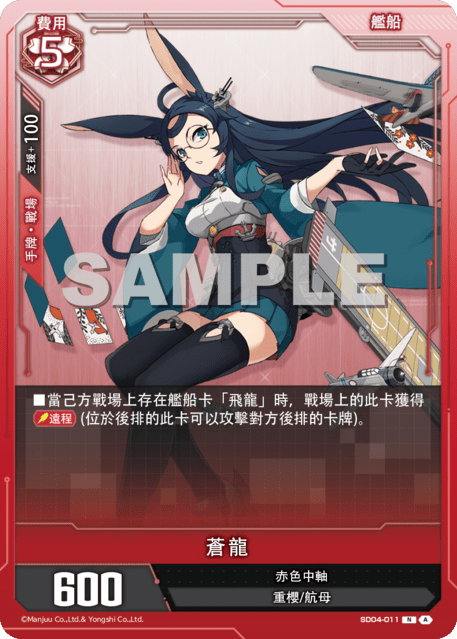 費用
5
艦船
支援+100
手牌・戰場
SAMPLE
■當己方戰場上存在艦船卡「飛龍」時，戰場上的此卡獲得
遠程 (位於後排的此卡可以攻擊對方後排的卡牌)。
蒼龍
600
赤色中軸
重櫻/航母
©Manjuu Co.,Ltd.& Yongshi Co.,Ltd.
SD04-011 N A